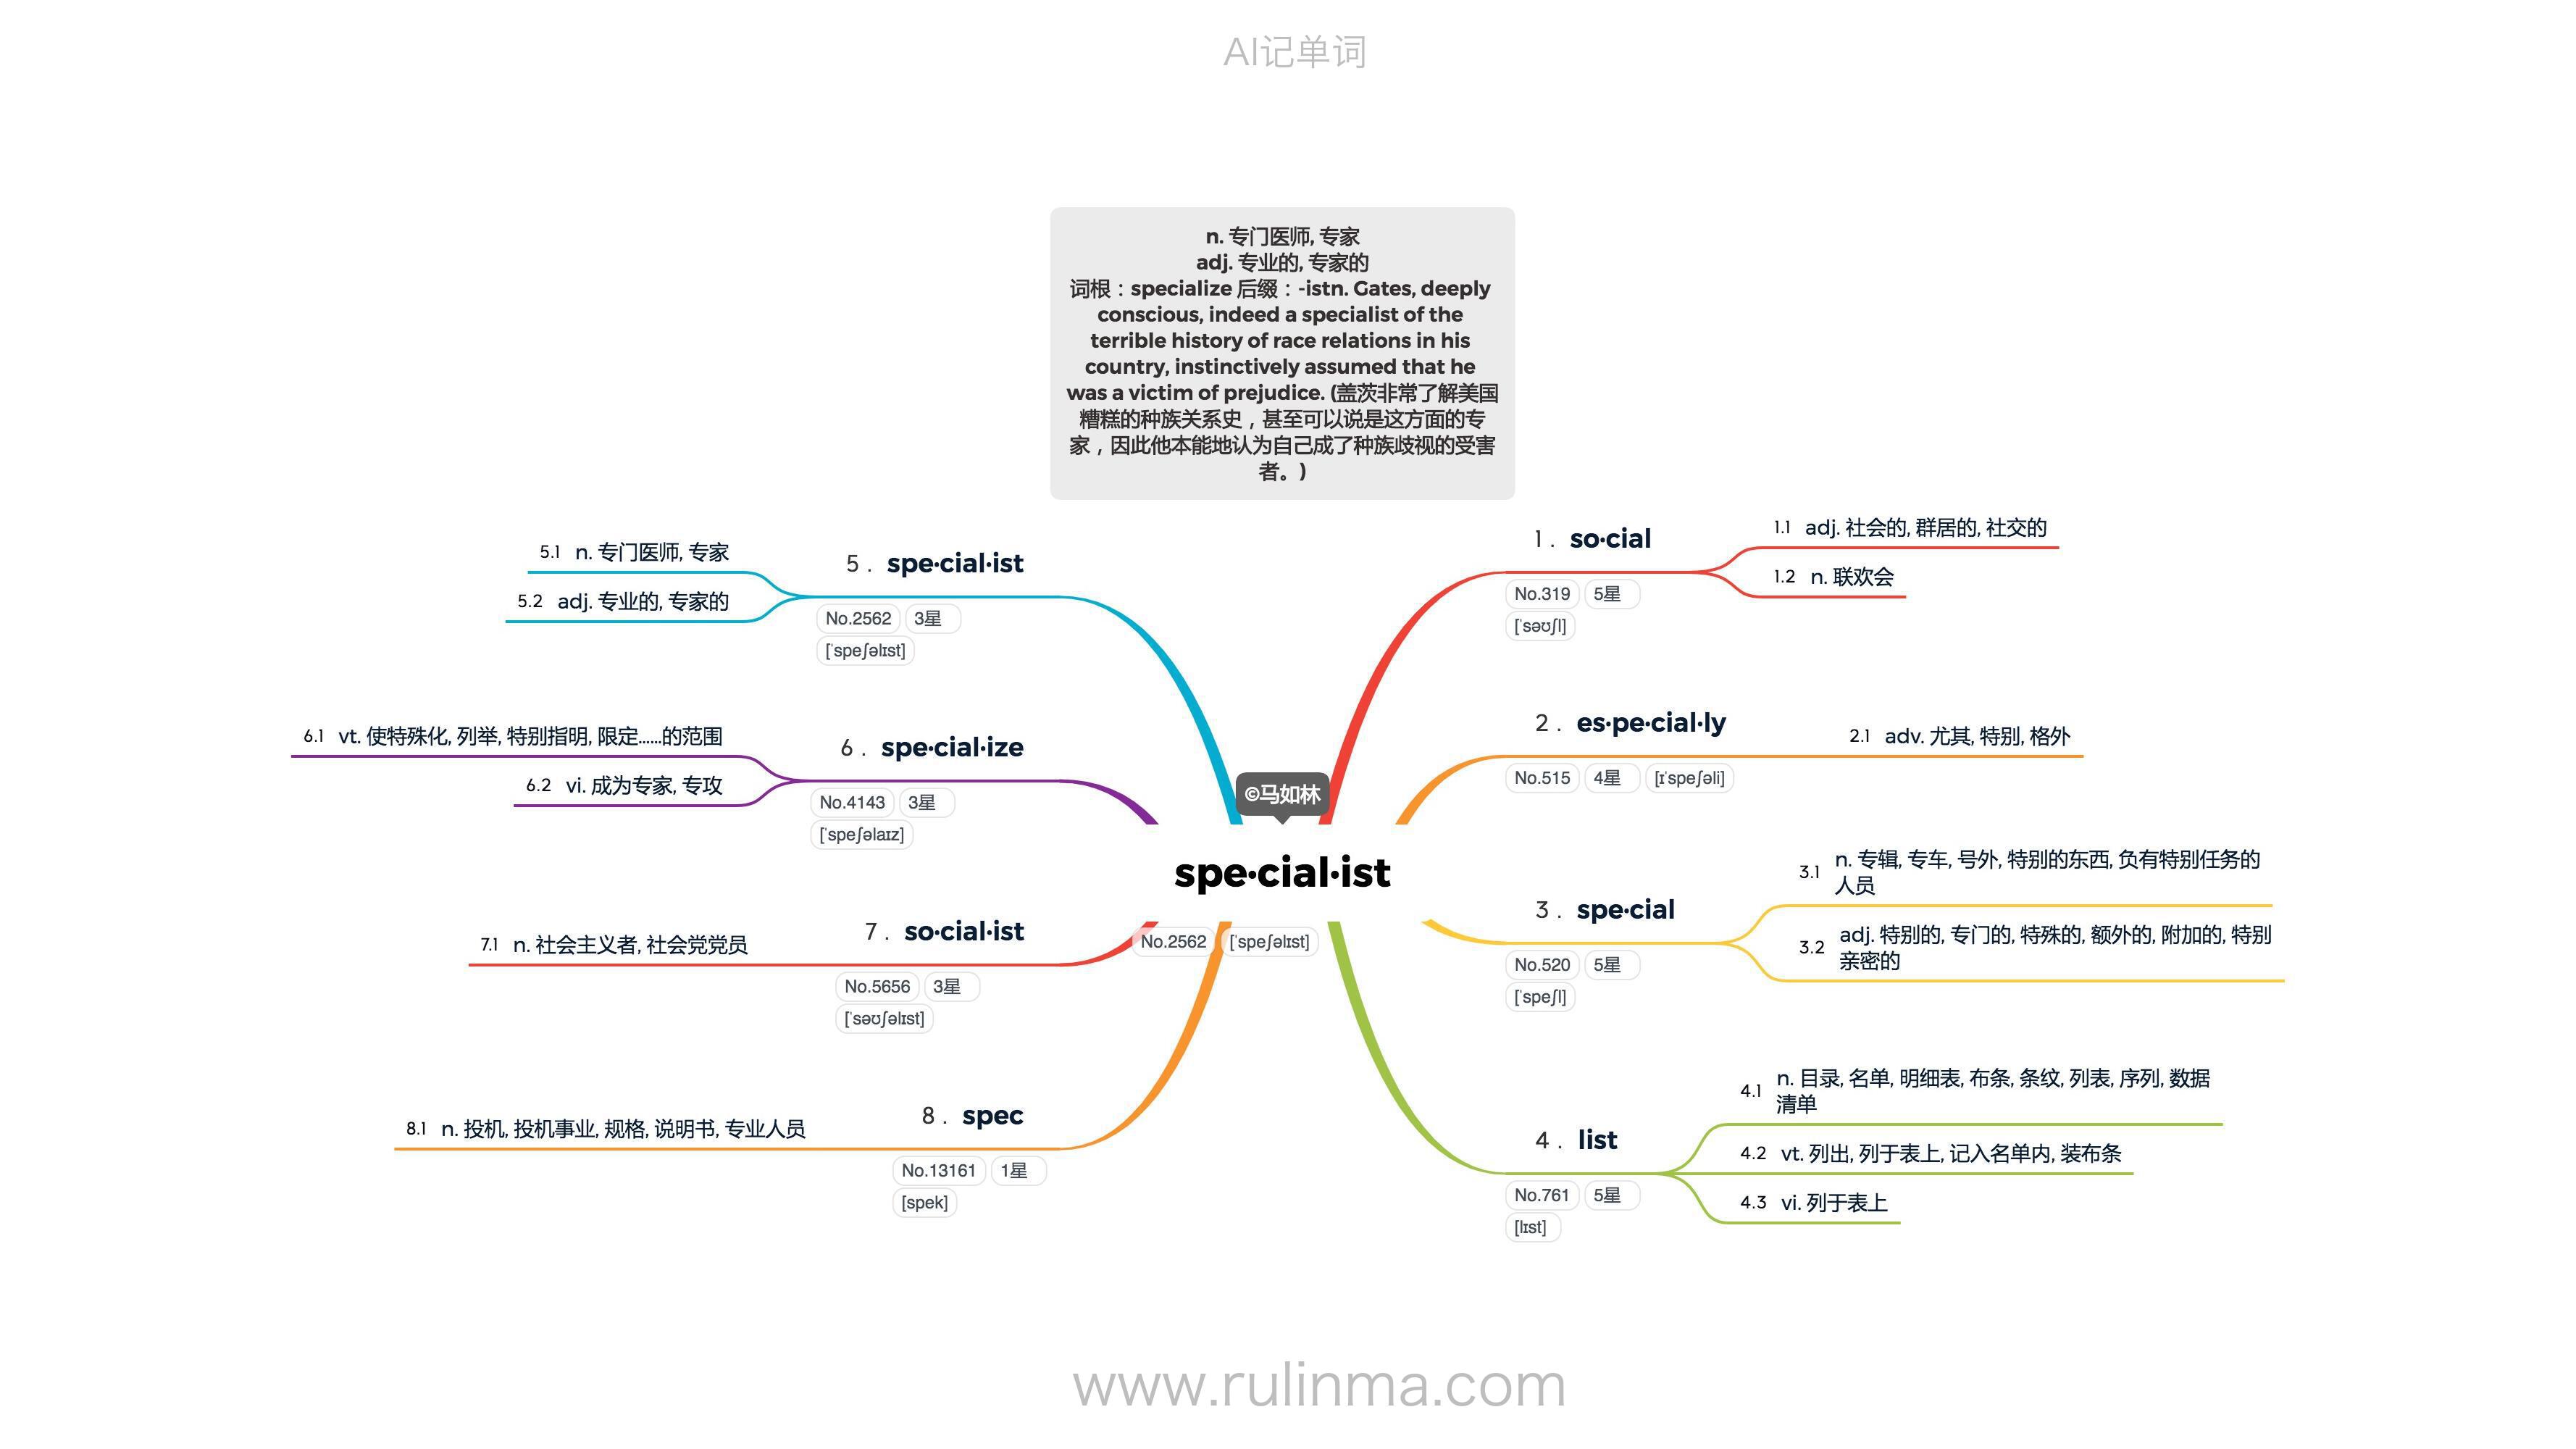 AI记单词
n. 专门医师, 专家
adj. 专业的, 专家的
词根：specialize 后缀：-istn. Gates, deeply
conscious, indeed a specialist of the
terrible history of race relations in his
country, instinctively assumed that he
was a victim of prejudice. (盖茨非常了解美国
糟糕的种族关系史，甚至可以说是这方面的专
家，因此他本能地认为自己成了种族歧视的受害
者。)
©马如林
spe·cial·ist
No.2562 [ˈspeʃəlɪst]
1 . so·cial
No.319 5星
[ˈsəʊʃl]
1.1 adj. 社会的, 群居的, 社交的
1.2 n. 联欢会
2 . es·pe·cial·ly
No.515 4星 [ɪˈspeʃəli]
2.1 adv. 尤其, 特别, 格外
3 . spe·cial
No.520 5星
[ˈspeʃl]
3.1 n. 专辑, 专车, 号外, 特别的东西, 负有特别任务的
人员
3.2 adj. 特别的, 专门的, 特殊的, 额外的, 附加的, 特别
亲密的
4 . list
No.761 5星
[lɪst]
4.1 n. 目录, 名单, 明细表, 布条, 条纹, 列表, 序列, 数据
清单
4.2 vt. 列出, 列于表上, 记入名单内, 装布条
4.3 vi. 列于表上
5 . spe·cial·ist
No.2562 3星
[ˈspeʃəlɪst]
5.1 n. 专门医师, 专家
5.2 adj. 专业的, 专家的
6 . spe·cial·ize
No.4143 3星
[ˈspeʃəlaɪz]
6.1 vt. 使特殊化, 列举, 特别指明, 限定……的范围
6.2 vi. 成为专家, 专攻
7 . so·cial·ist
No.5656 3星
[ˈsəʊʃəlɪst]
7.1 n. 社会主义者, 社会党党员
8 . spec
No.13161 1星
[spek]
8.1 n. 投机, 投机事业, 规格, 说明书, 专业人员
www.rulinma.com